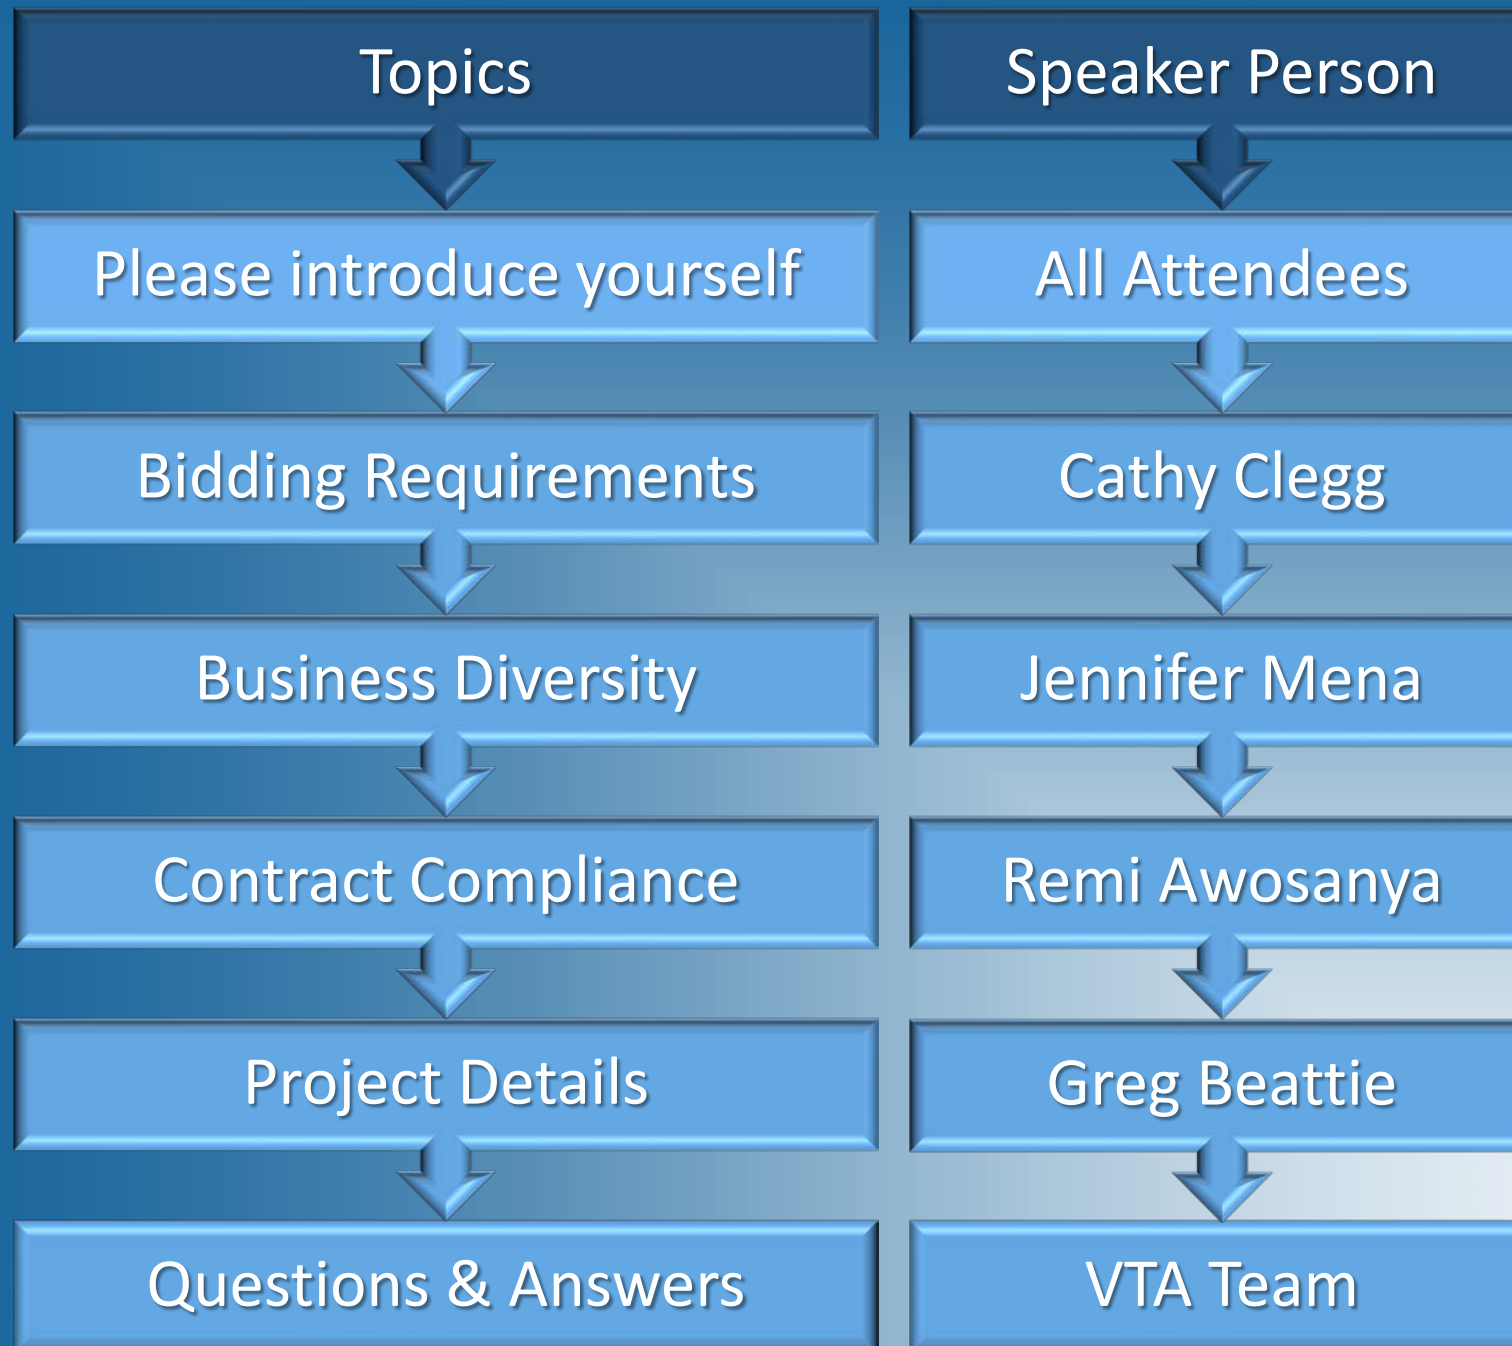 Topics
Speaker Person
Please introduce yourself
All Attendees
Bidding Requirements
Cathy Clegg
Business Diversity
Jennifer Mena
Contract Compliance
Remi Awosanya
Project Details
Greg Beattie
Questions & Answers
VTA Team